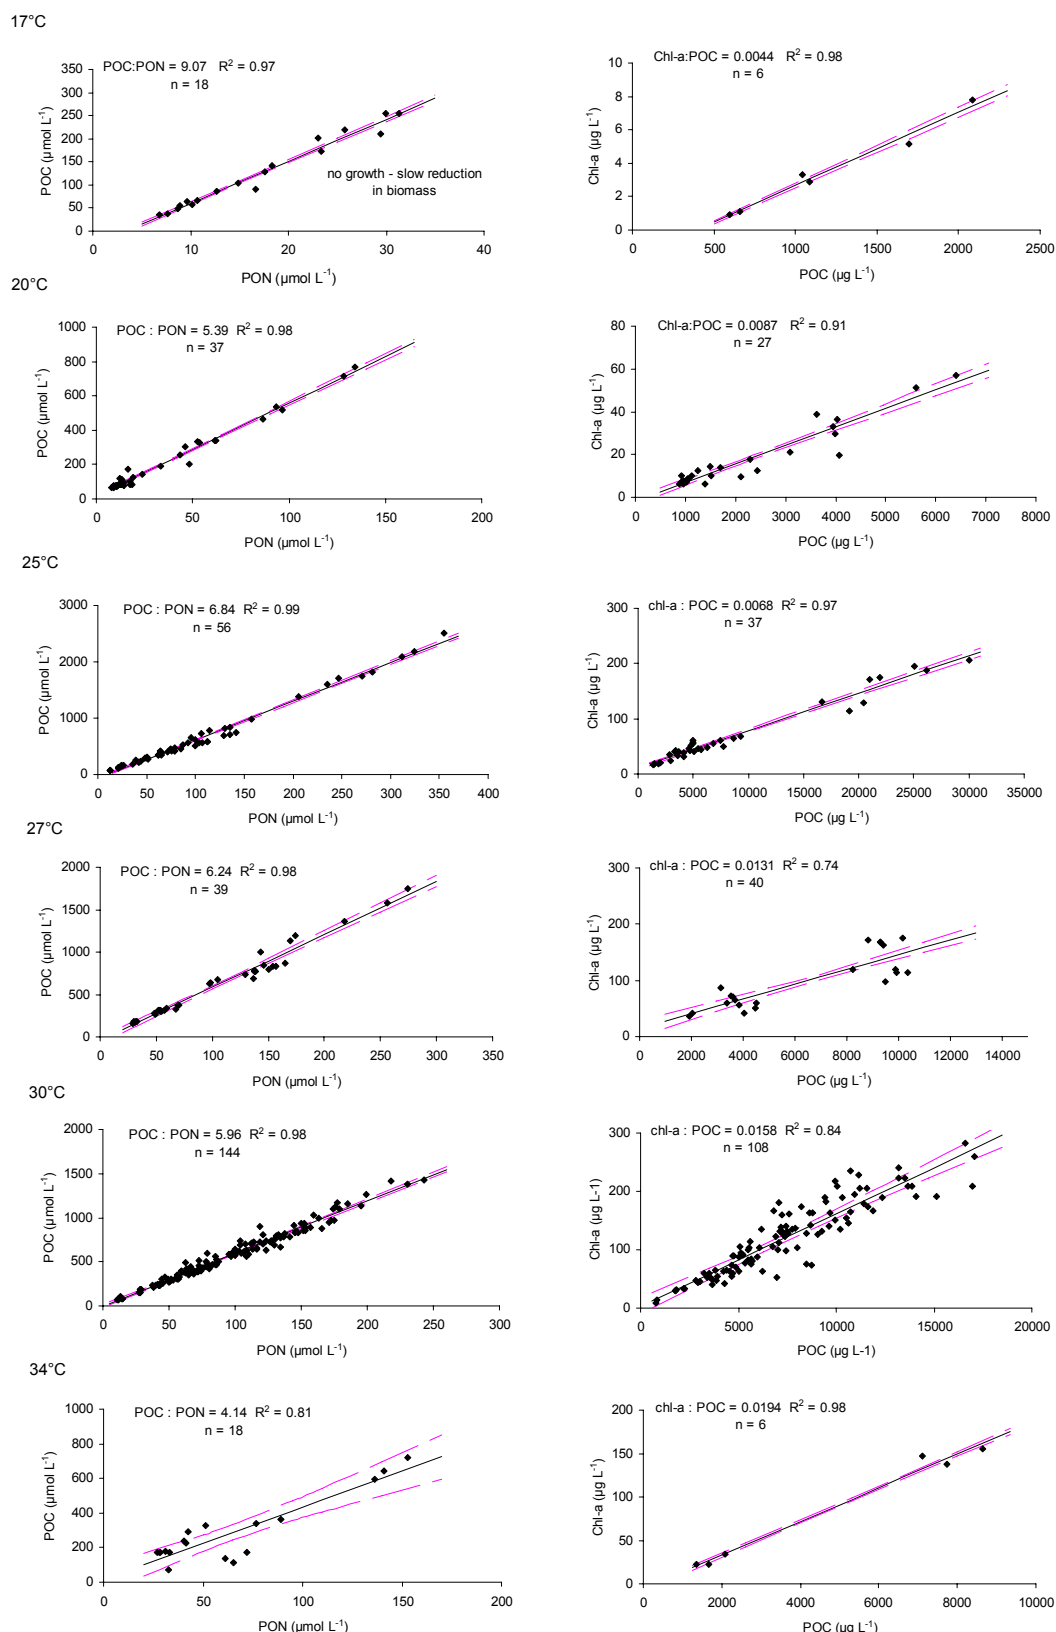 17°C
POC:PON = 9.07 R² = 0.97
n = 18
350
300
250
200
150
100
50
0
POC (µmol L⁻¹)
no growth - slow reduction
in biomass
0 10 20 30 40
PON (µmol L⁻¹)
Chl-a:POC = 0.0044 R² = 0.98
n = 6
10
8
6
4
2
0
Chl-a (µg L⁻¹)
0 500 1000 1500 2000 2500
POC (µg L⁻¹)
20°C
POC : PON = 5.39 R² = 0.98
n = 37
1000
800
600
400
200
0
POC (µmol L⁻¹)
0 50 100 150 200
PON (µmol L⁻¹)
Chl-a:POC = 0.0087 R² = 0.91
n = 27
80
60
40
20
0
Chl-a (µg L⁻¹)
0 1000 2000 3000 4000 5000 6000 7000 8000
POC (µg L⁻¹)
25°C
POC : PON = 6.84 R² = 0.99
n = 56
3000
2000
1000
0
POC (µmol L⁻¹)
0 50 100 150 200 250 300 350 400
PON (µmol L⁻¹)
chl-a : POC = 0.0068 R² = 0.97
n = 37
300
200
100
0
Chl-a (µg L⁻¹)
0 5000 10000 15000 20000 25000 30000 35000
POC (µg L⁻¹)
27°C
POC : PON = 6.24 R² = 0.98
n = 39
2000
1500
1000
500
0
POC (µmol L⁻¹)
0 50 100 150 200 250 300 350
PON (µmol L⁻¹)
chl-a : POC = 0.0131 R² = 0.74
n = 40
300
200
100
0
Chl-a (µg L⁻¹)
0 2000 4000 6000 8000 10000 12000 14000
POC (µg L⁻¹)
30°C
POC : PON = 5.96 R² = 0.98
n = 144
2000
1500
1000
500
0
POC (µmol L⁻¹)
0 50 100 150 200 250 300
PON (µmol L⁻¹)
chl-a : POC = 0.0158 R² = 0.84
n = 108
300
200
100
0
Chl-a (µg L-1)
0 5000 10000 15000 20000
POC (µg L-1)
34°C
POC : PON = 4.14 R² = 0.81
n = 18
1000
800
600
400
200
0
POC (µmol L⁻¹)
0 50 100 150 200
PON (µmol L⁻¹)
chl-a : POC = 0.0194 R² = 0.98
n = 6
200
150
100
50
0
Chl-a (µg L⁻¹)
0 2000 4000 6000 8000 10000
POC (µg L⁻¹)